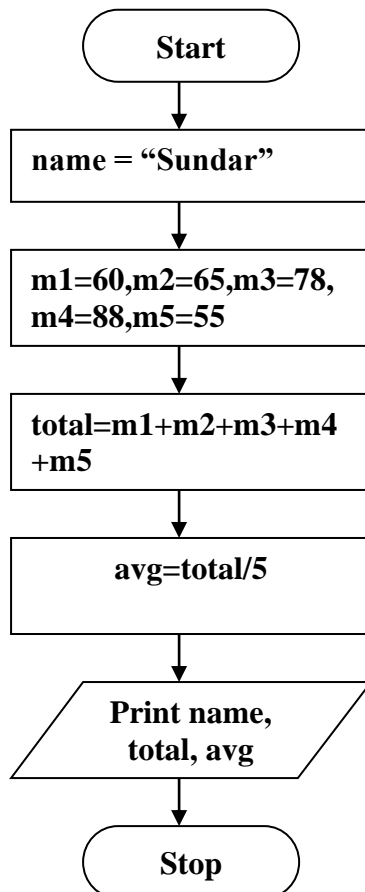 Start
name = “Sundar”
m1=60,m2=65,m3=78,
m4=88,m5=55
total=m1+m2+m3+m4
+m5
avg=total/5
Print name,
total, avg
Stop